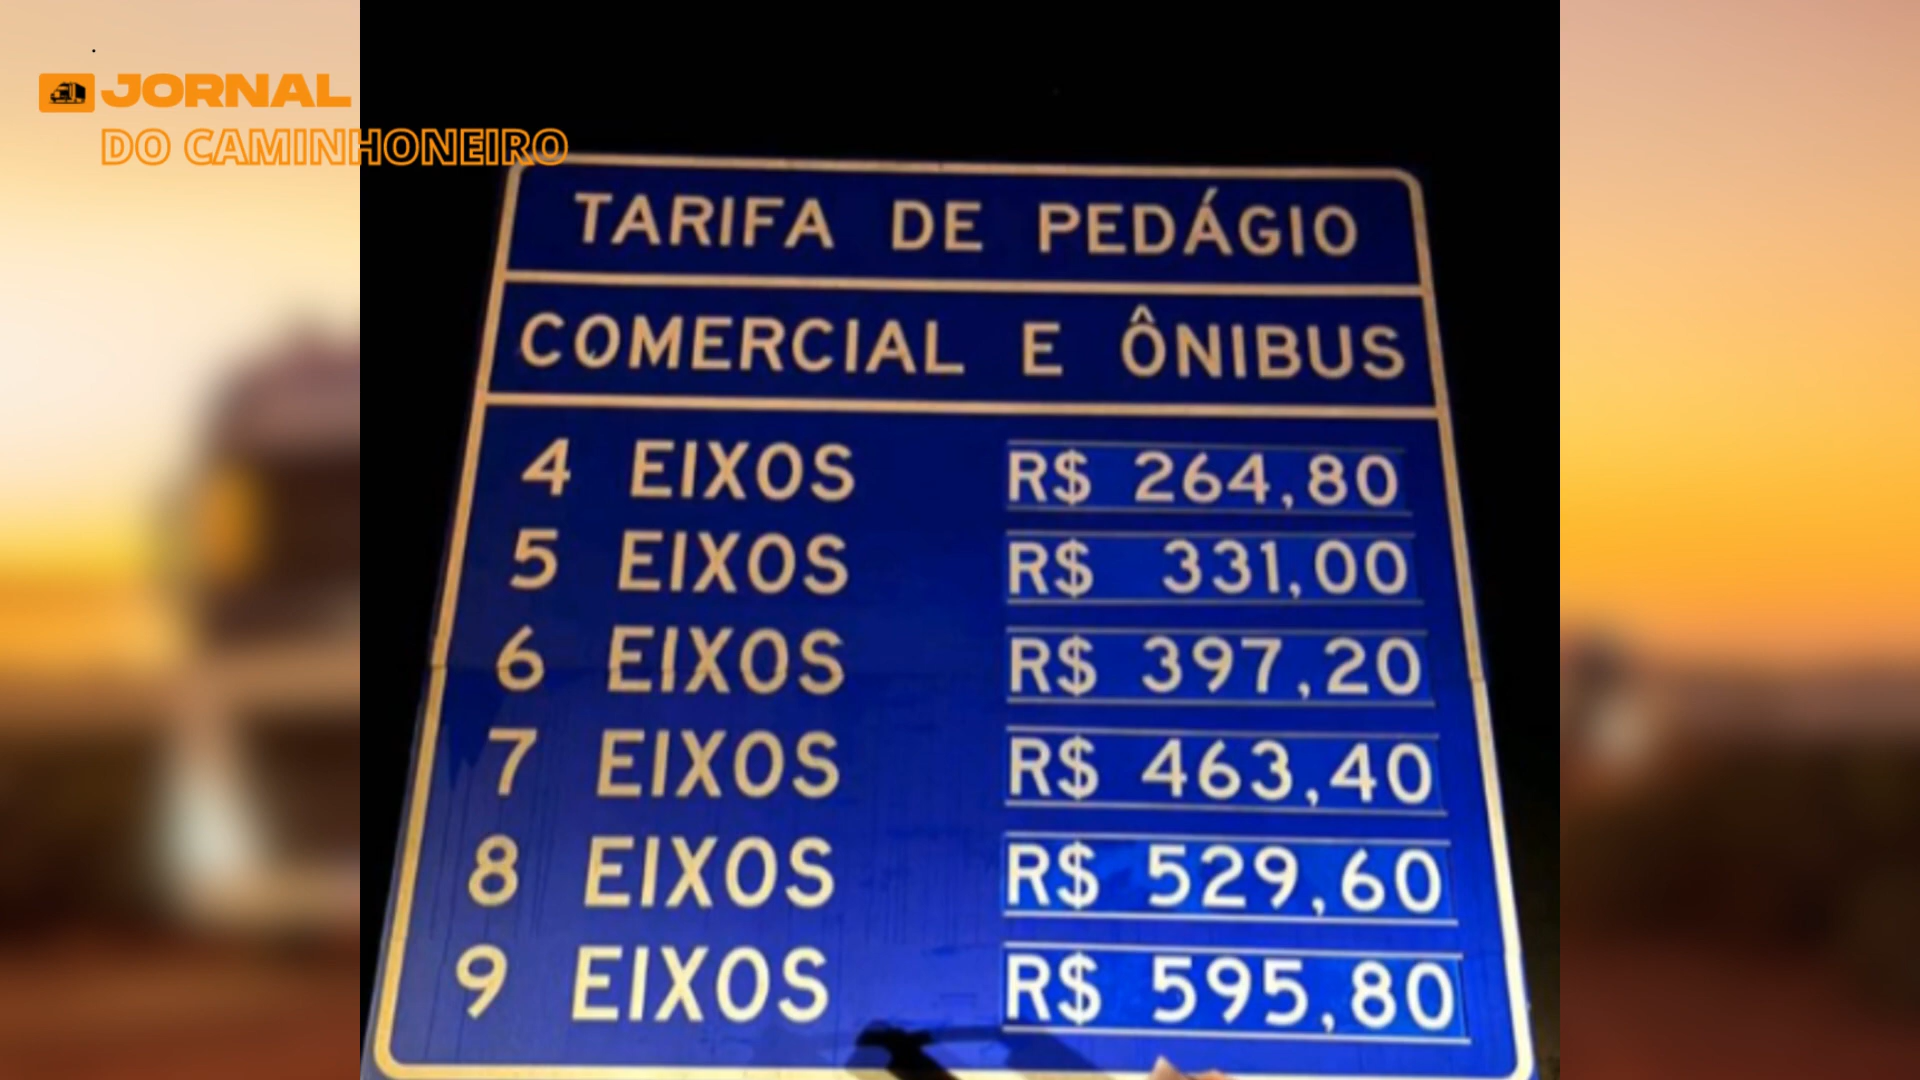 JORNAL
DO CAMINHONEIRO
TARIFA DE PEDÁGIO
COMERCIAL E ÔNIBUS
4 EIXOS R$ 264,80
5 EIXOS R$ 331,00
6 EIXOS R$ 397,20
7 EIXOS R$ 463,40
8 EIXOS R$ 529,60
9 EIXOS R$ 595,80